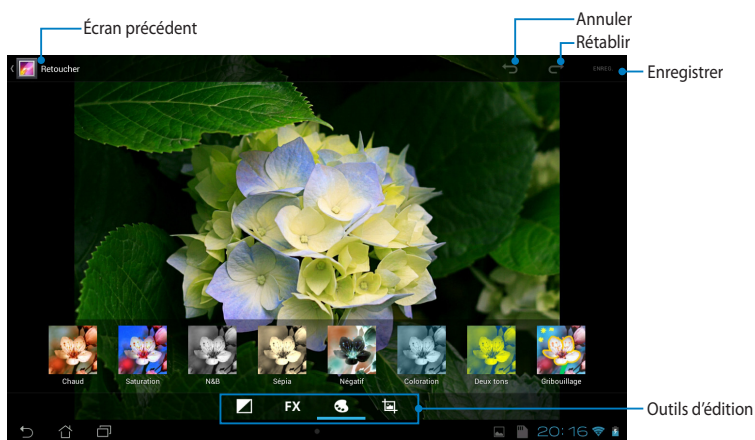 Écran précédent
Annuler
Rétablir
Retoucher
ENREG.
Enregistrer
Chaud
Saturation
N&B
Sépia
Négatif
Coloration
Deux tons
Gribouillage
FX
Outils d'édition
20:16